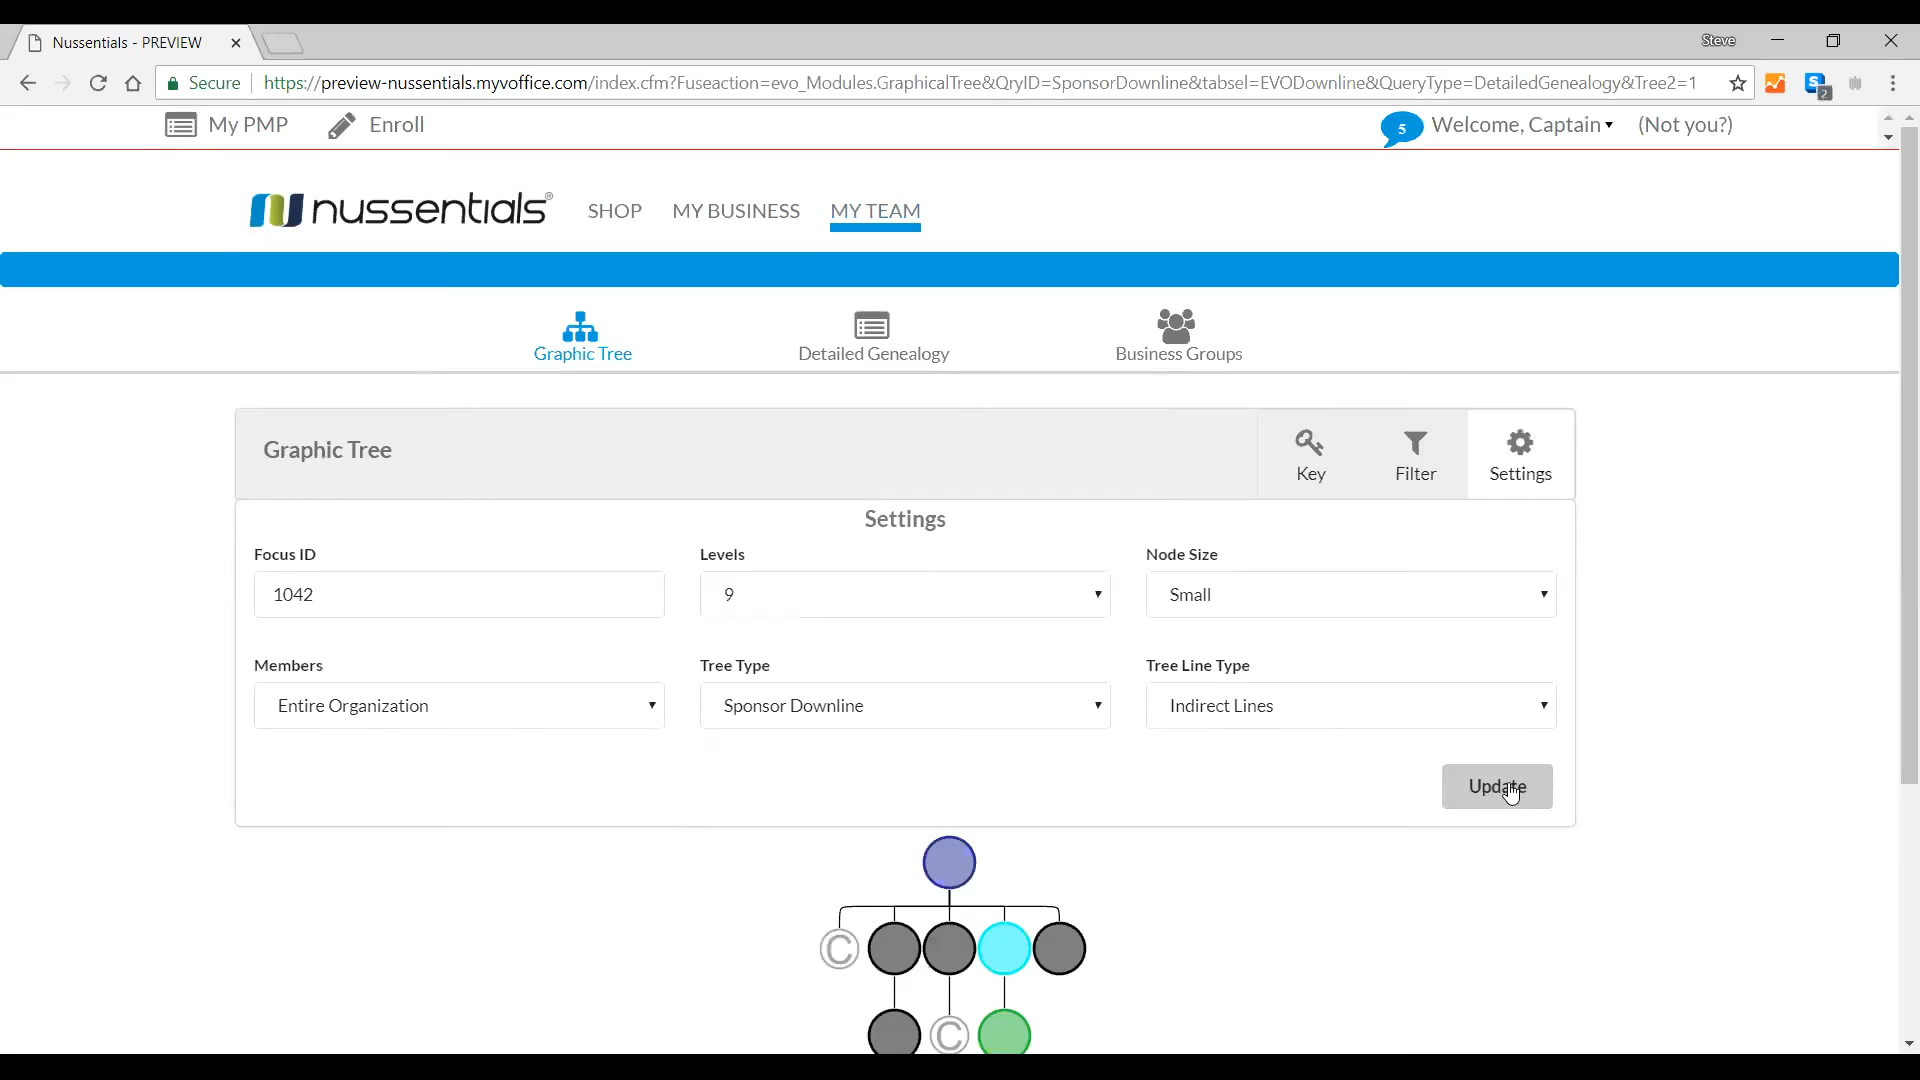 Nussentials - PREVIEW
Steve
Secure https://preview-nussentials.myvoffice.com/index.cfm?Fuseaction=evo_Modules.GraphicalTree&QryID=SponsorDownline&tabsel=EVODownline&QueryType=DetailedGenealogy&Tree2=1
S 2
My PMP Enroll 5 Welcome, Captain (Not you?)
nussentials® SHOP MY BUSINESS MY TEAM
Graphic Tree Detailed Genealogy Business Groups
Graphic Tree Key Filter Settings
Settings
Focus ID Levels Node Size
1042 9 Small
Members Tree Type Tree Line Type
Entire Organization Sponsor Downline Indirect Lines
Update
©
©